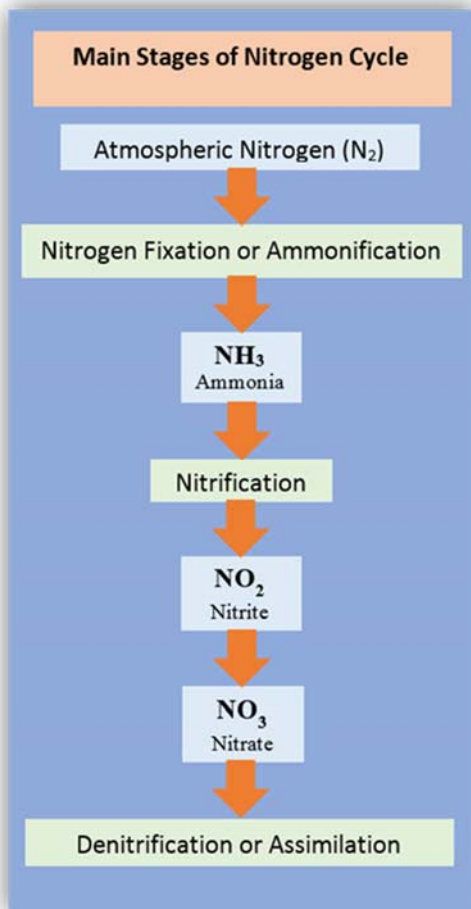 Main Stages of Nitrogen Cycle
Atmospheric Nitrogen (N₂)
Nitrogen Fixation or Ammonification
NH₃
Ammonia
Nitrification
NO₂
Nitrite
NO₃
Nitrate
Denitrification or Assimilation